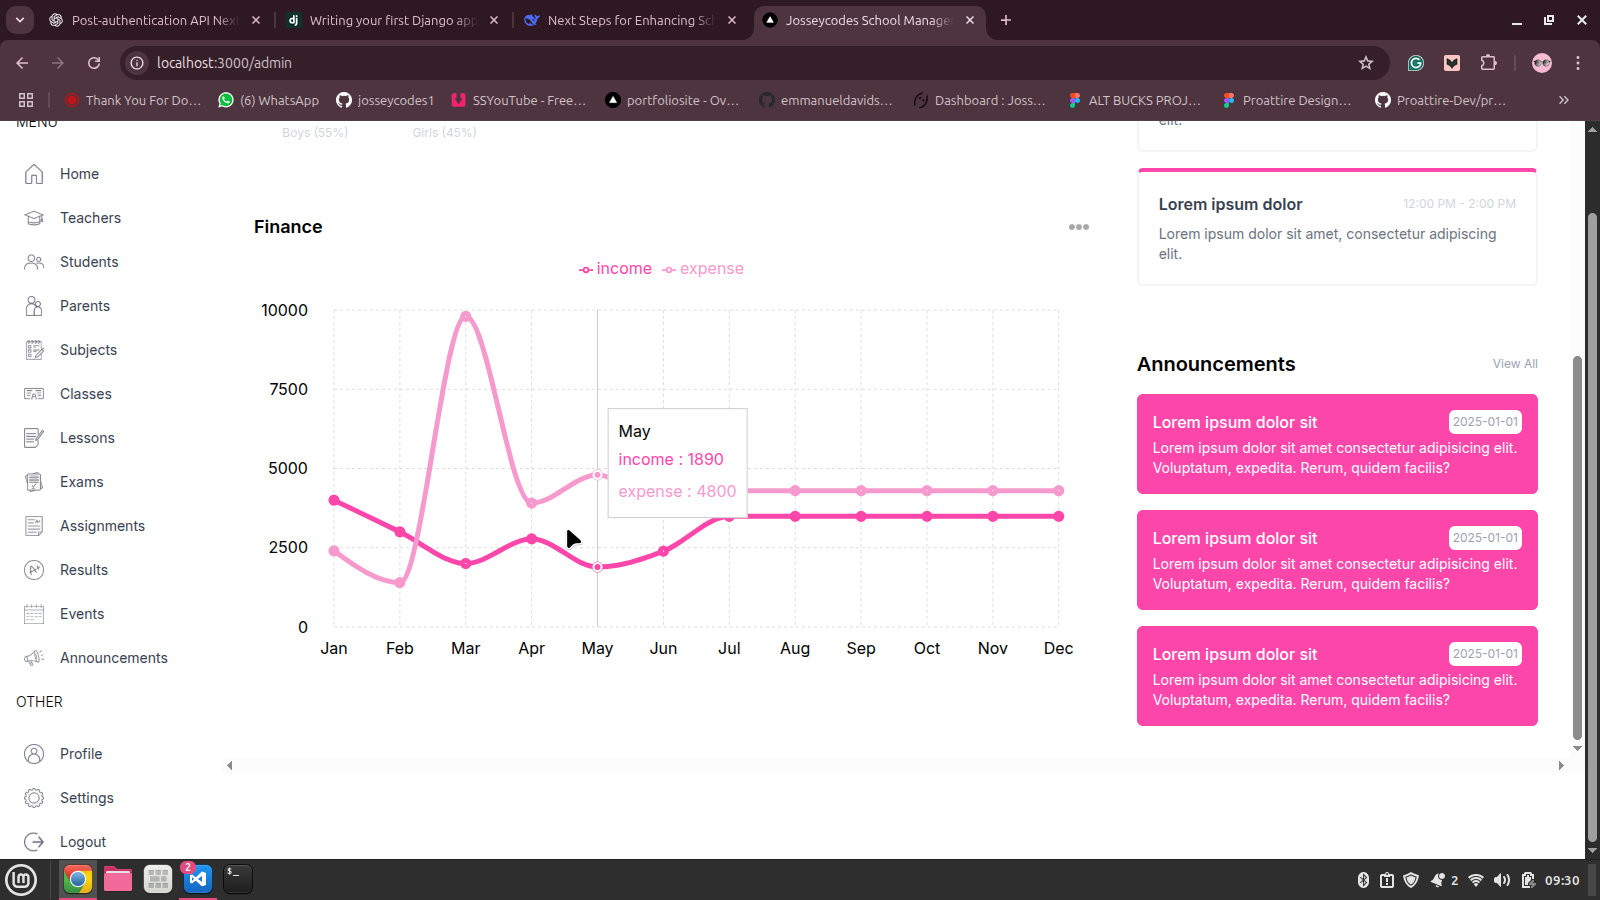 Post-authentication API Nex
Writing your first Django app
Next Steps for Enhancing Sc
Josseycodes School Manage
localhost:3000/admin
Thank You For Do...
(6) WhatsApp
josseycodes1
SSYouTube - Free...
portfoliosite - Ov...
emmanueldavids...
Dashboard : Joss...
ALT BUCKS PROJ...
Proattire Design...
Proattire-Dev/pr...
MENU
Home
Teachers
Students
Parents
Subjects
Classes
Lessons
Exams
Assignments
Results
Events
Announcements
OTHER
Profile
Settings
Logout
Boys (55%)
Girls (45%)
Finance
income
expense
10000
7500
5000
2500
0
Jan Feb Mar Apr May Jun Jul Aug Sep Oct Nov Dec
May
income : 1890
expense : 4800
elit.
Lorem ipsum dolor
12:00 PM - 2:00 PM
Lorem ipsum dolor sit amet, consectetur adipiscing
elit.
Announcements
View All
Lorem ipsum dolor sit
2025-01-01
Lorem ipsum dolor sit amet consectetur adipisicing elit.
Voluptatum, expedita. Rerum, quidem facilis?
Lorem ipsum dolor sit
2025-01-01
Lorem ipsum dolor sit amet consectetur adipisicing elit.
Voluptatum, expedita. Rerum, quidem facilis?
Lorem ipsum dolor sit
2025-01-01
Lorem ipsum dolor sit amet consectetur adipisicing elit.
Voluptatum, expedita. Rerum, quidem facilis?
2
2
09:30